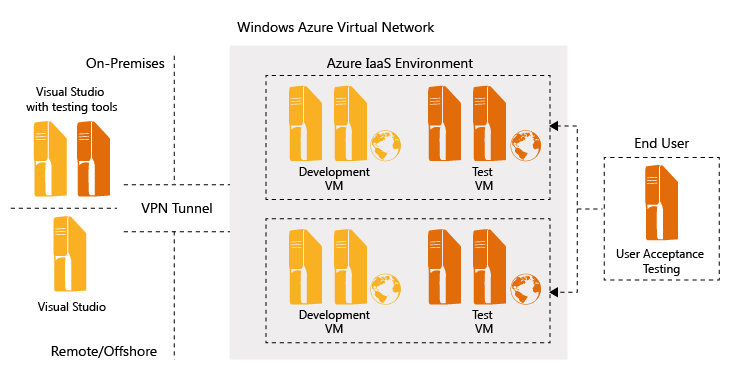 Windows Azure Virtual Network
On-Premises
Azure IaaS Environment
Visual Studio
with testing tools
Development
VM
Test
VM
End User
VPN Tunnel
User Acceptance
Testing
Visual Studio
Development
VM
Test
VM
Remote/Offshore